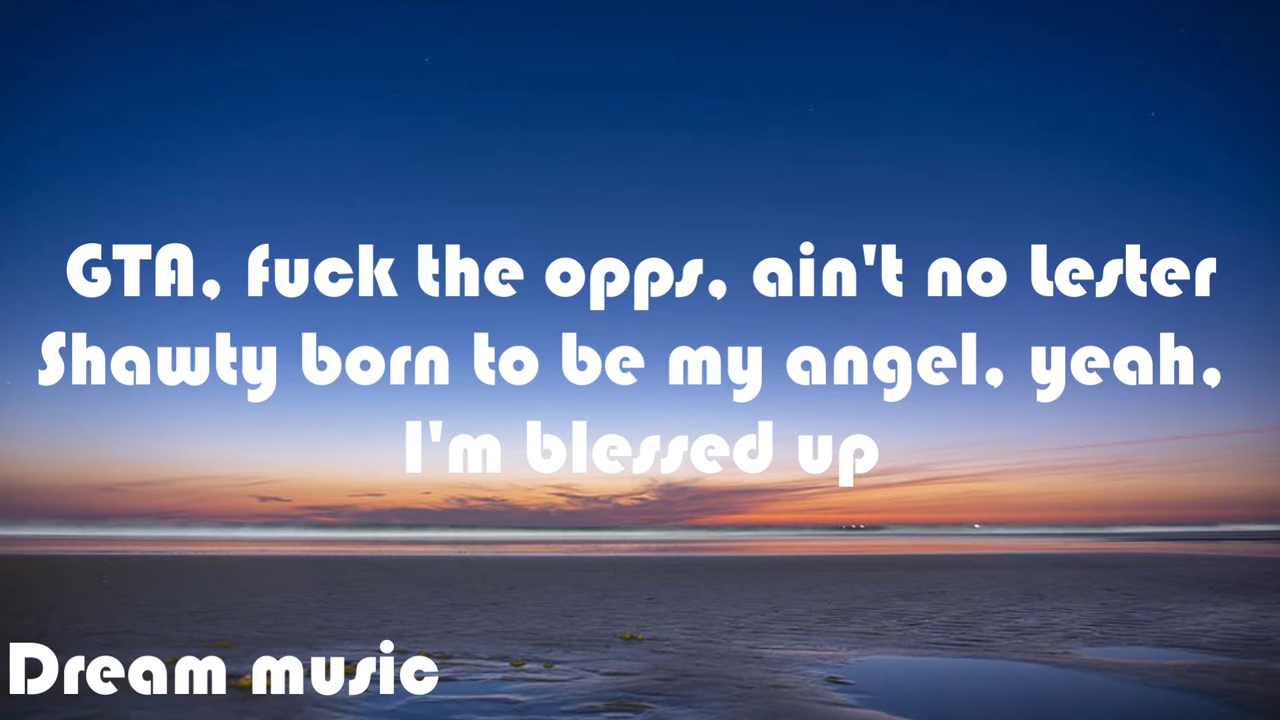 GTA, fuck the opps, ain't no Lester
Shawty born to be my angel, yeah,
I'm blessed up
Dream music